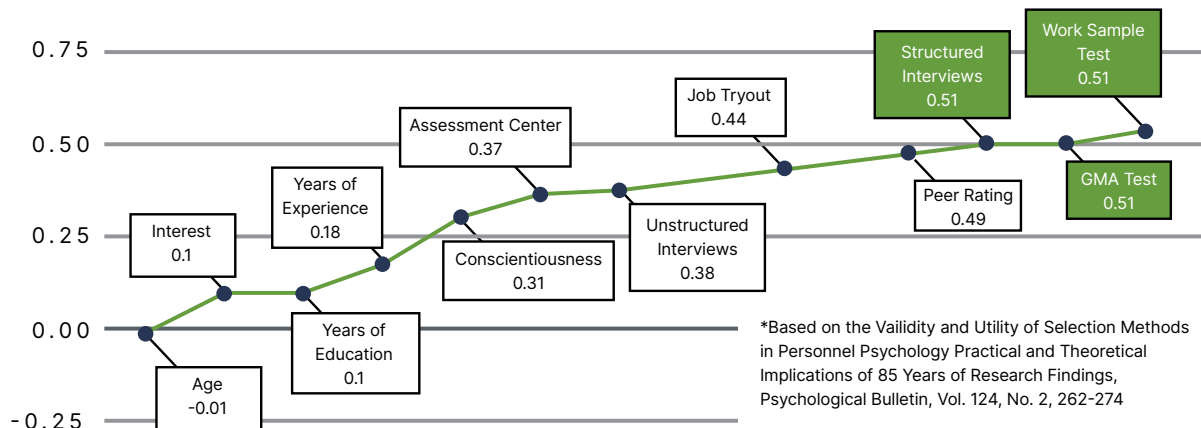 0.75
0.50
0.25
0.00
-0.25
Age
-0.01
Interest
0.1
Years of
Education
0.1
Years of
Experience
0.18
Conscientiousness
0.31
Assessment Center
0.37
Unstructured
Interviews
0.38
Job Tryout
0.44
Peer Rating
0.49
Structured
Interviews
0.51
GMA Test
0.51
Work Sample
Test
0.51
*Based on the Vailidity and Utility of Selection Methods
in Personnel Psychology Practical and Theoretical
Implications of 85 Years of Research Findings,
Psychological Bulletin, Vol. 124, No. 2, 262-274